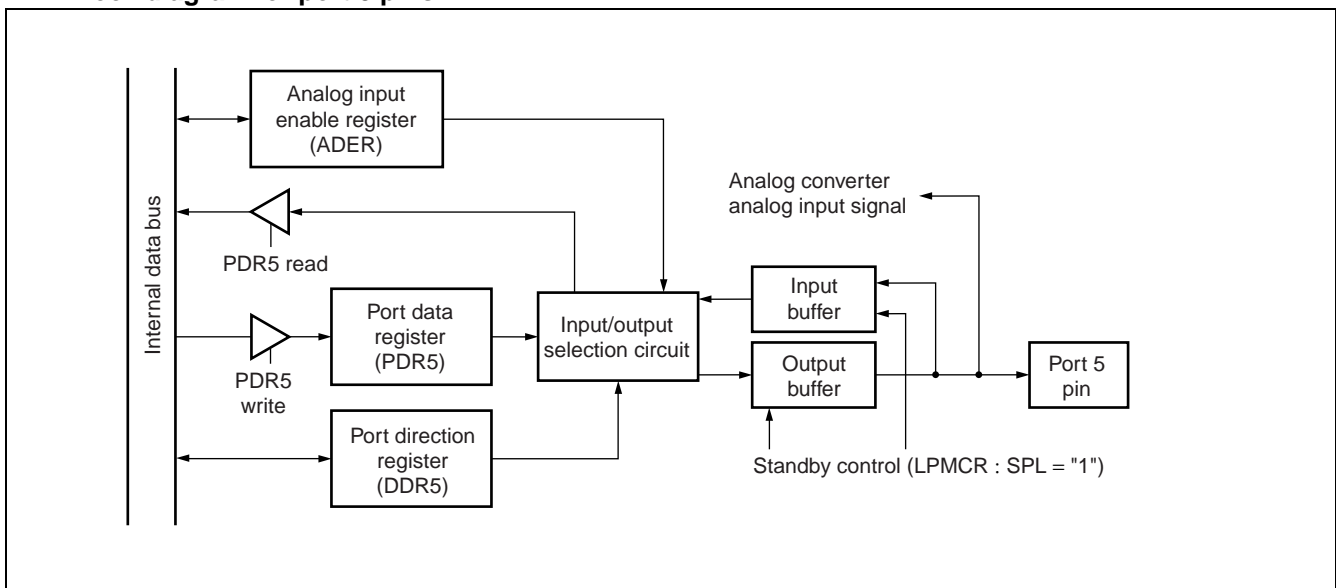 Internal data bus
Analog input
enable register
(ADER)
PDR5 read
Port data
register
(PDR5)
PDR5
write
Port direction
register
(DDR5)
Input/output
selection circuit
Analog converter
analog input signal
Input
buffer
Output
buffer
Port 5
pin
Standby control (LPMCR : SPL = "1")